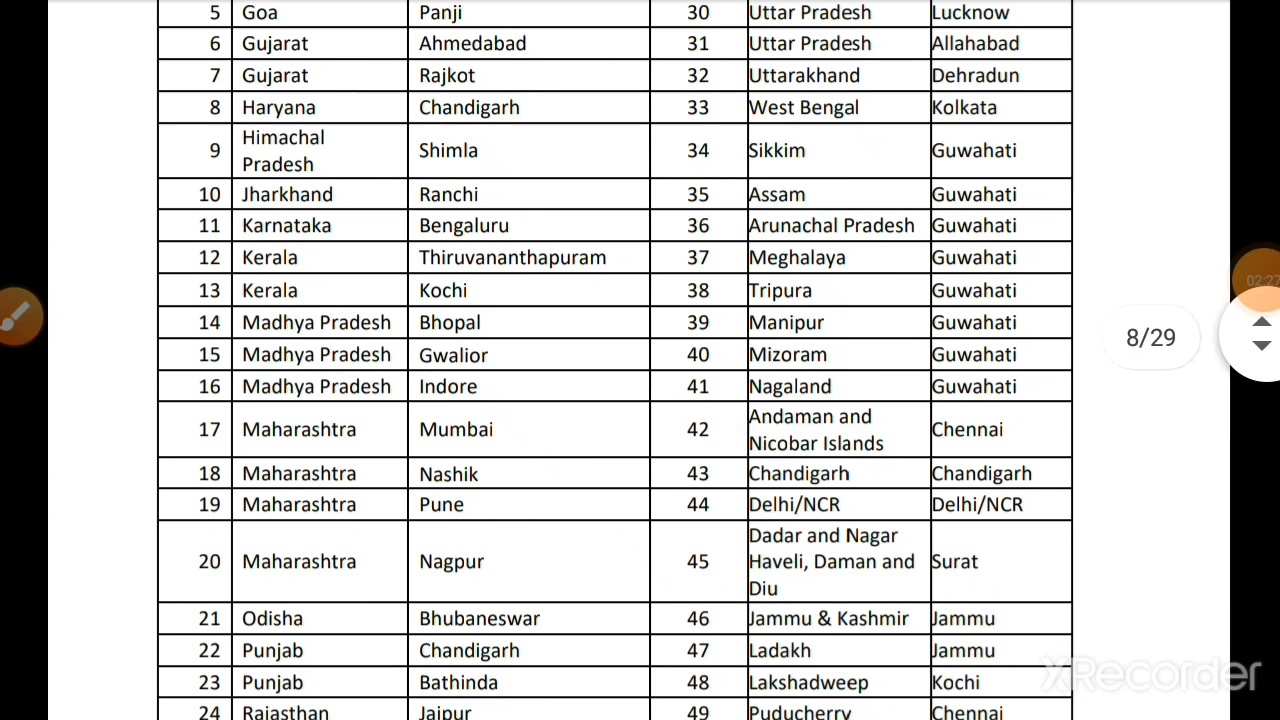 5 Goa Panji 30 Uttar Pradesh Lucknow
6 Gujarat Ahmedabad 31 Uttar Pradesh Allahabad
7 Gujarat Rajkot 32 Uttarakhand Dehradun
8 Haryana Chandigarh 33 West Bengal Kolkata
9 Himachal Pradesh Shimla 34 Sikkim Guwahati
10 Jharkhand Ranchi 35 Assam Guwahati
11 Karnataka Bengaluru 36 Arunachal Pradesh Guwahati
12 Kerala Thiruvananthapuram 37 Meghalaya Guwahati
13 Kerala Kochi 38 Tripura Guwahati
14 Madhya Pradesh Bhopal 39 Manipur Guwahati
15 Madhya Pradesh Gwalior 40 Mizoram Guwahati
16 Madhya Pradesh Indore 41 Nagaland Guwahati
17 Maharashtra Mumbai 42 Andaman and Nicobar Islands Chennai
18 Maharashtra Nashik 43 Chandigarh Chandigarh
19 Maharashtra Pune 44 Delhi/NCR Delhi/NCR
20 Maharashtra Nagpur 45 Dadar and Nagar Haveli, Daman and Diu Surat
21 Odisha Bhubaneswar 46 Jammu & Kashmir Jammu
22 Punjab Chandigarh 47 Ladakh Jammu
23 Punjab Bathinda 48 Lakshadweep Kochi
24 Rajasthan Jaipur 49 Puducherry Chennai
02:27
8/29
XRecorder